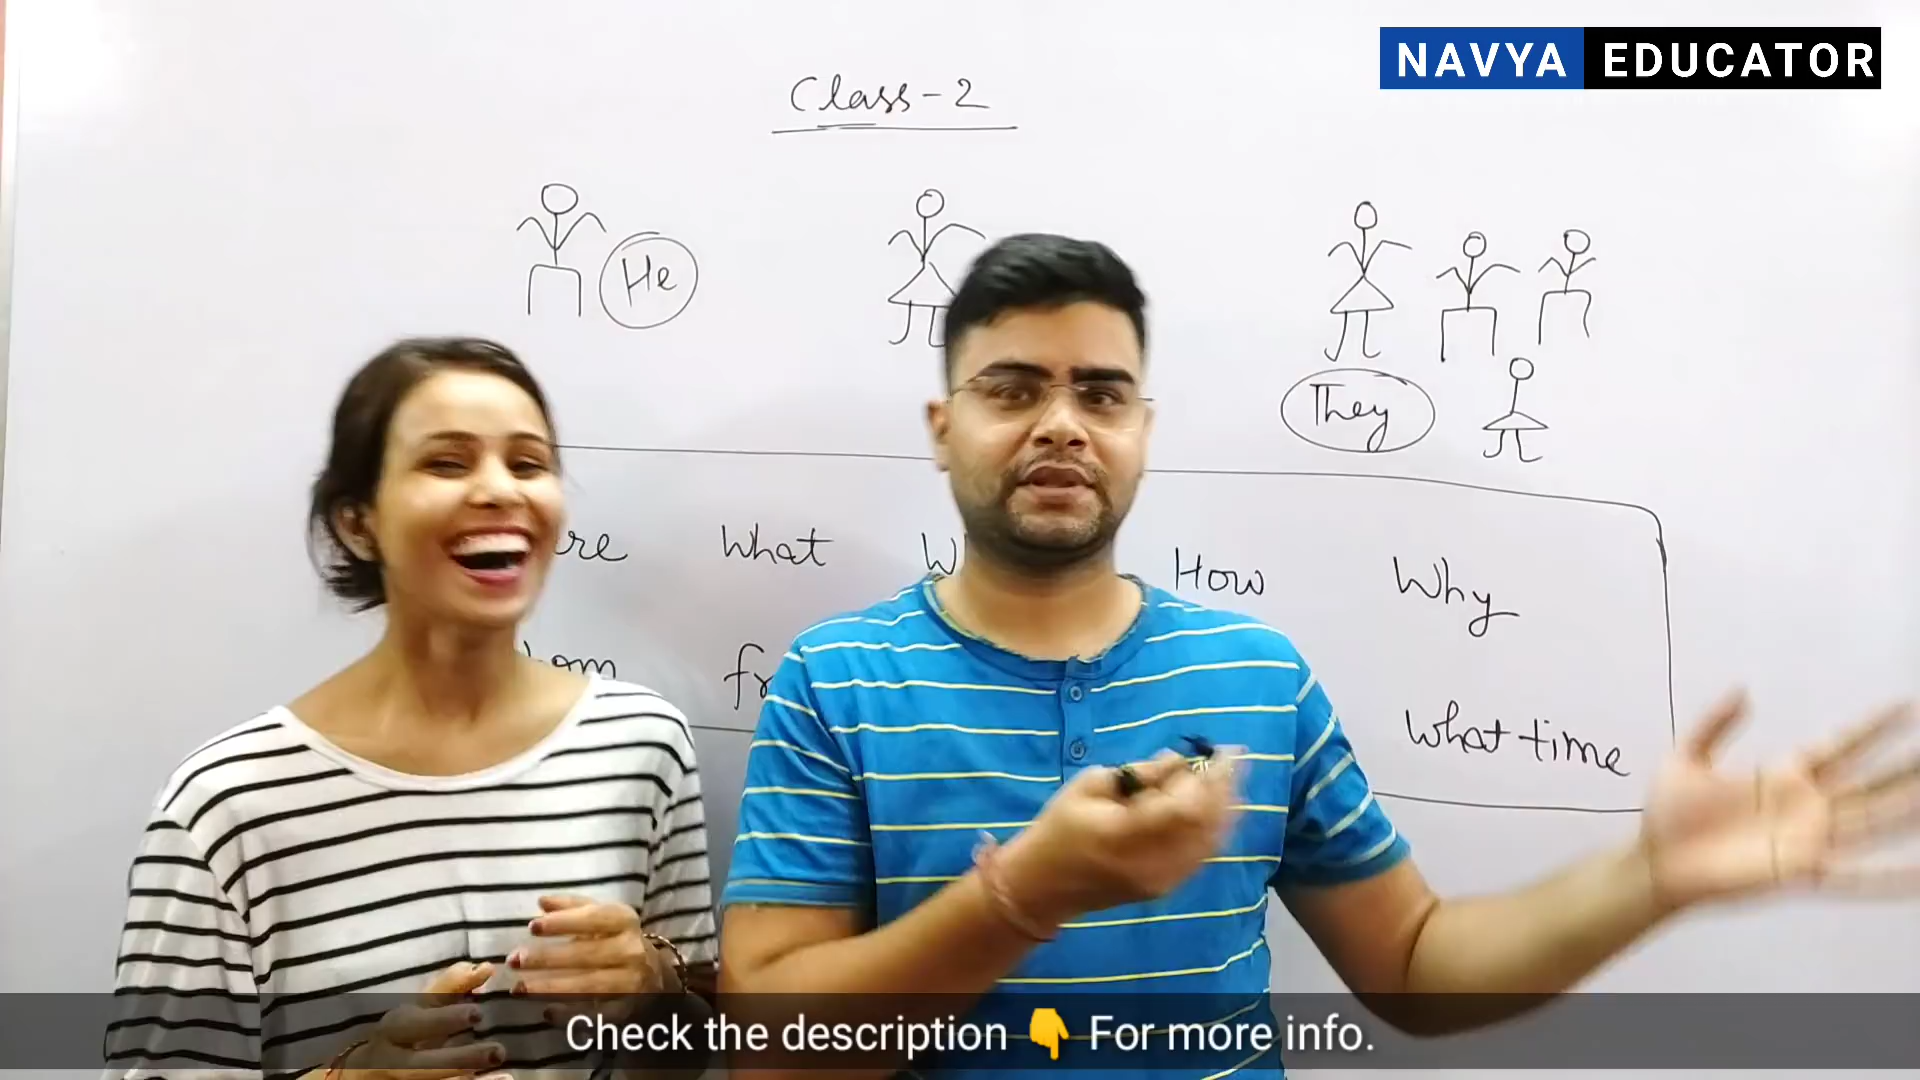 NAVYA EDUCATOR
Class-2
He
They
What How Why
What time
Check the description 👇 For more info.